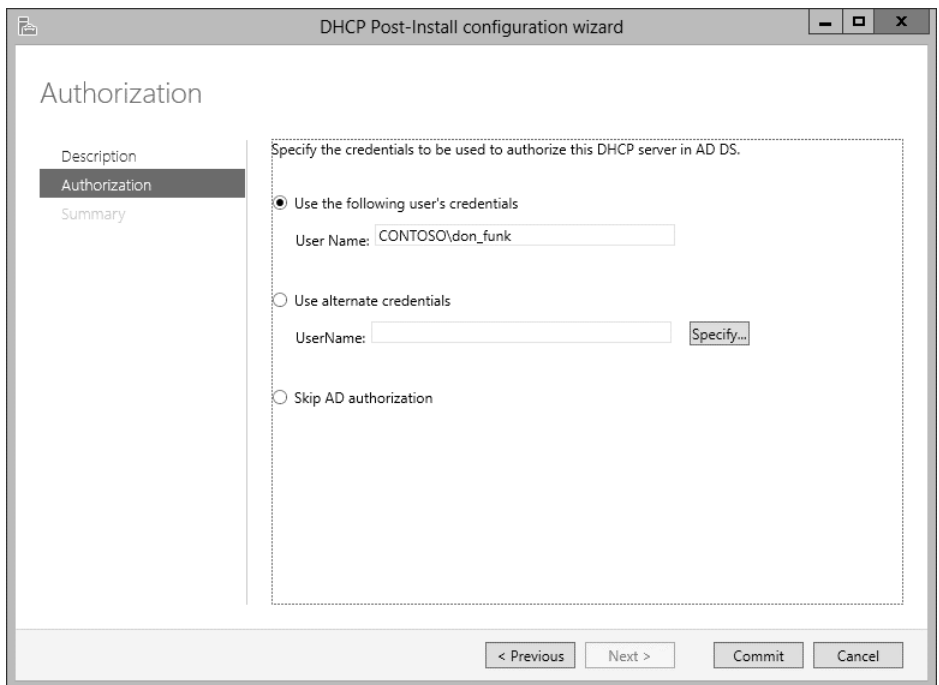 DHCP Post-Install configuration wizard
Authorization
Description
Authorization
Summary
Specify the credentials to be used to authorize this DHCP server in AD DS.
Use the following user's credentials
User Name: CONTOSO\don_funk
Use alternate credentials
UserName:
Specify...
Skip AD authorization
< Previous
Next >
Commit
Cancel